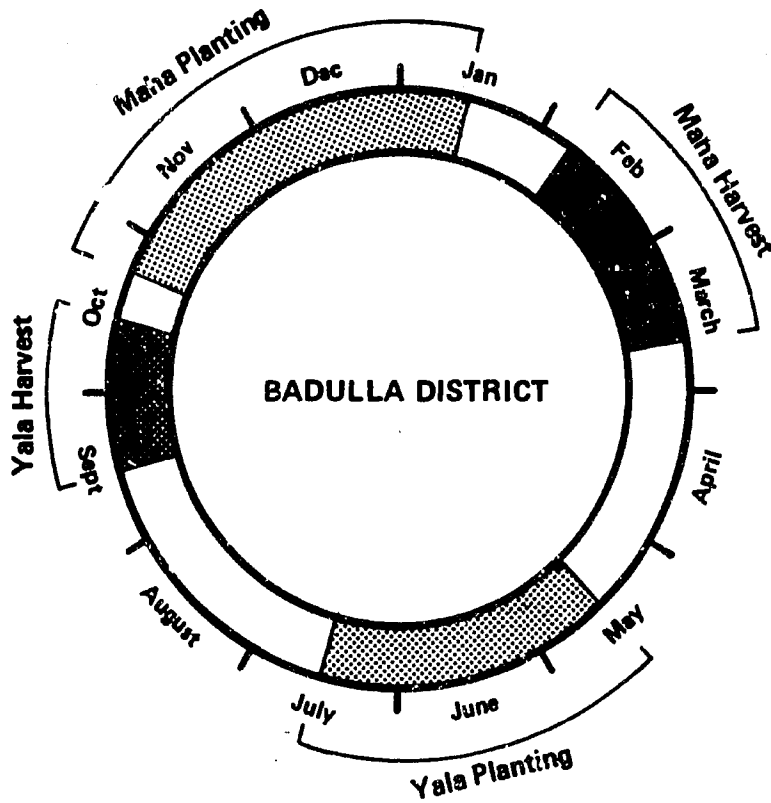 Maha Planting
Dec
Jan
Nov
Feb
Maha Harvest
Oct
March
Yala Harvest
BADULLA DISTRICT
Sept
April
August
May
July
June
Yala Planting